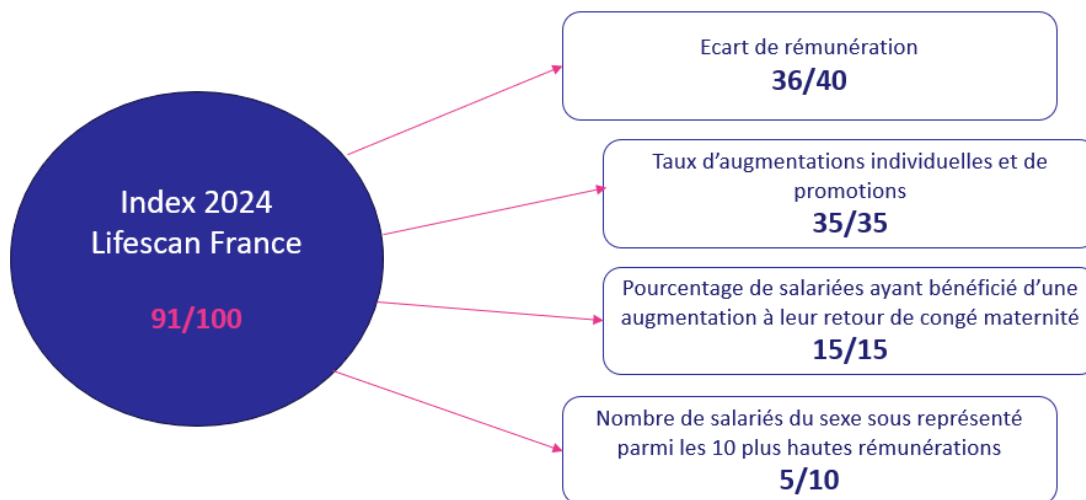 Index 2024
Lifescan France
91/100
Ecart de rémunération
36/40
Taux d’augmentations individuelles et de
promotions
35/35
Pourcentage de salariées ayant bénéficié d’une
augmentation à leur retour de congé maternité
15/15
Nombre de salariés du sexe sous représenté
parmi les 10 plus hautes rémunérations
5/10